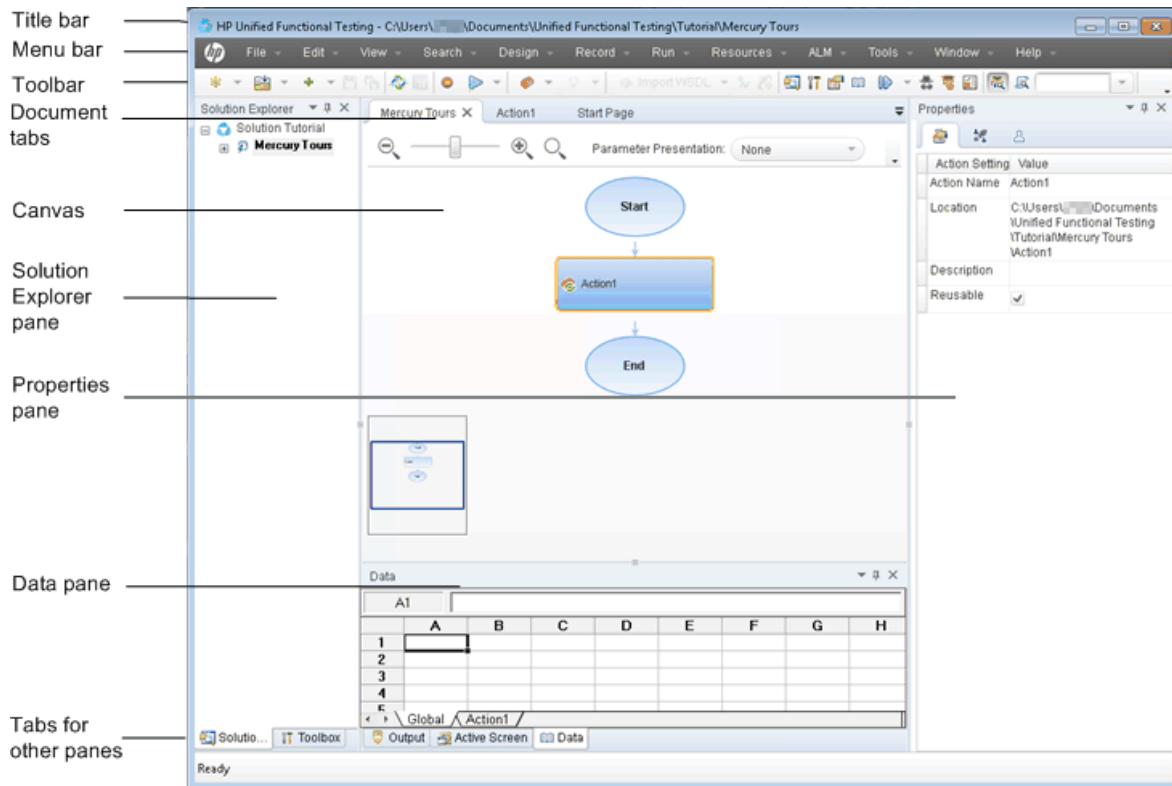 Title bar
HP Unified Functional Testing - C:\Users\ \Documents\Unified Functional Testing\Tutorial\Mercury Tours
Menu bar
hp File Edit View Search Design Record Run Resources ALM Tools Window Help
Toolbar
Import WSDL
Document
tabs
Solution Explorer
Solution Tutorial
Mercury Tours
Mercury Tours Action1 Start Page
Parameter Presentation: None
Properties
Action Setting Value
Action Name Action1
Location C:\Users\ \Documents
\Unified Functional Testing
\Tutorial\Mercury Tours
\Action1
Description
Reusable
Canvas
Start
Action1
End
Solution
Explorer
pane
Properties
pane
Data pane
Data
A1
A B C D E F G H
1
2
3
4
5
Global Action1
Tabs for
other panes
Solutio... Toolbox Output Active Screen Data
Ready